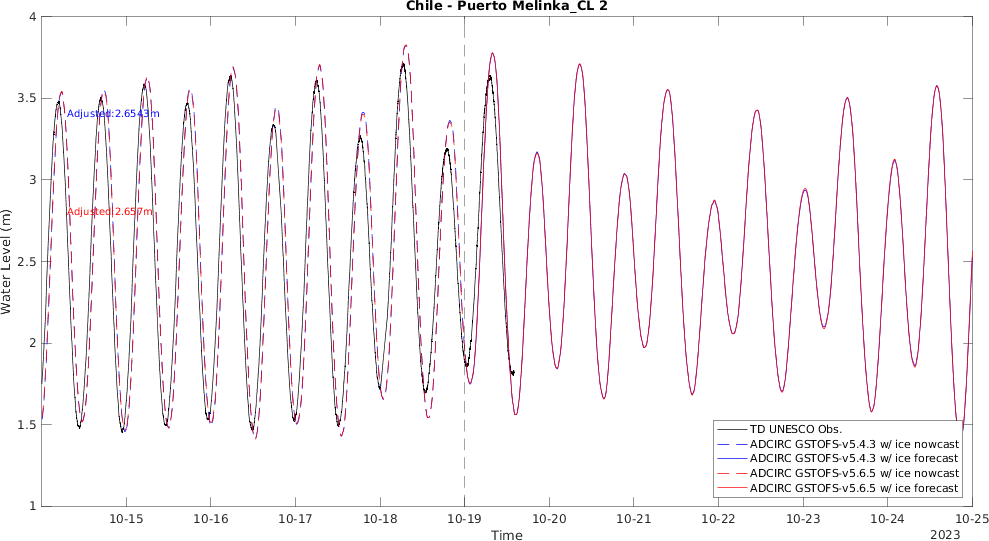 Chile - Puerto Melinka_CL 2
4
3.5
3
2.5
2
1.5
1
Water Level (m)
Adjusted:2.6543m
Adjusted:2.657m
TD UNESCO Obs.
ADCIRC GSTOFS-v5.4.3 w/ ice nowcast
ADCIRC GSTOFS-v5.4.3 w/ ice forecast
ADCIRC GSTOFS-v5.6.5 w/ ice nowcast
ADCIRC GSTOFS-v5.6.5 w/ ice forecast
10-15 10-16 10-17 10-18 10-19 10-20 10-21 10-22 10-23 10-24 10-25
Time
2023